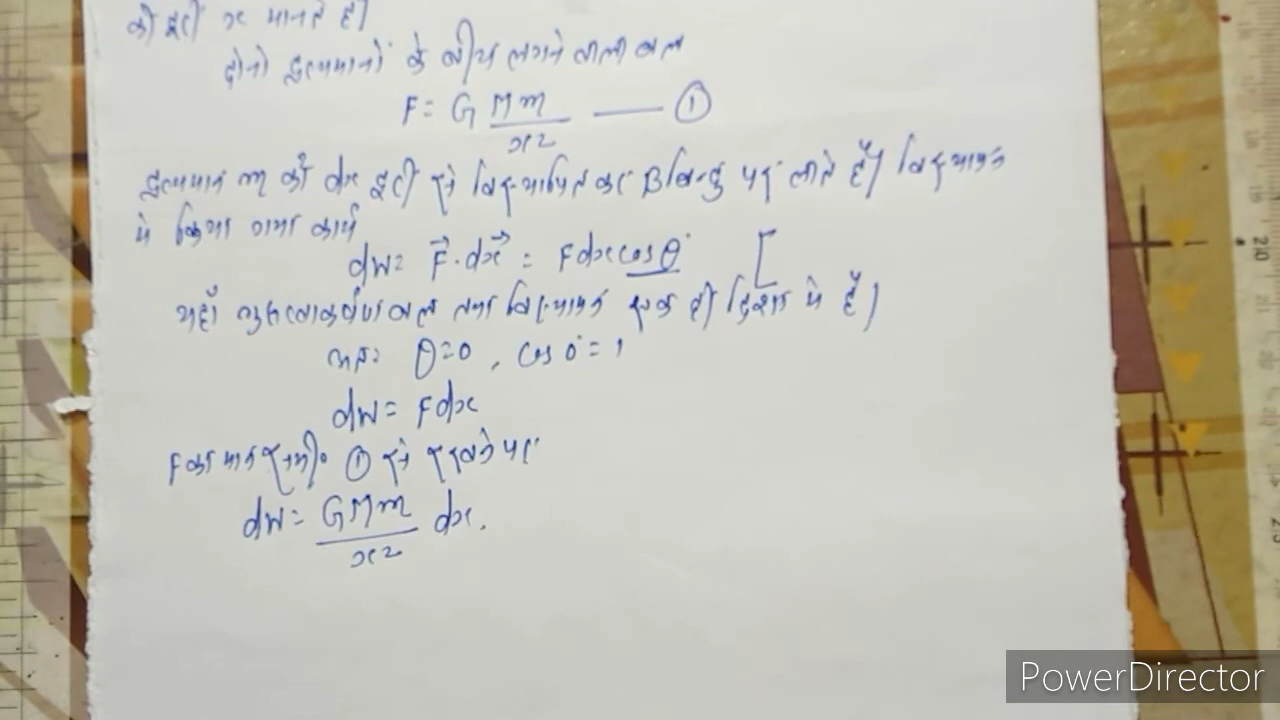 की दूरी x मानते है।
दोनो द्रव्यमानों के बीच लगने वाला बल
F = G Mm/x² —— ①
द्रव्यमान m को dx दूरी से विस्थापित कर B बिन्दु पर लाते हैं। विस्थापन
मे किया गया कार्य
dw = F⃗ · dx⃗ = F dx cos θ [
यहाँ गुरुत्वाकर्षण बल तथा विस्थापन एक ही दिशा मे हैं।
अतः θ=0 , cos 0° = 1
dw = F dx
F का मान समी० ① से रखने पर
dw = GMm/x² dx.
PowerDirector
20